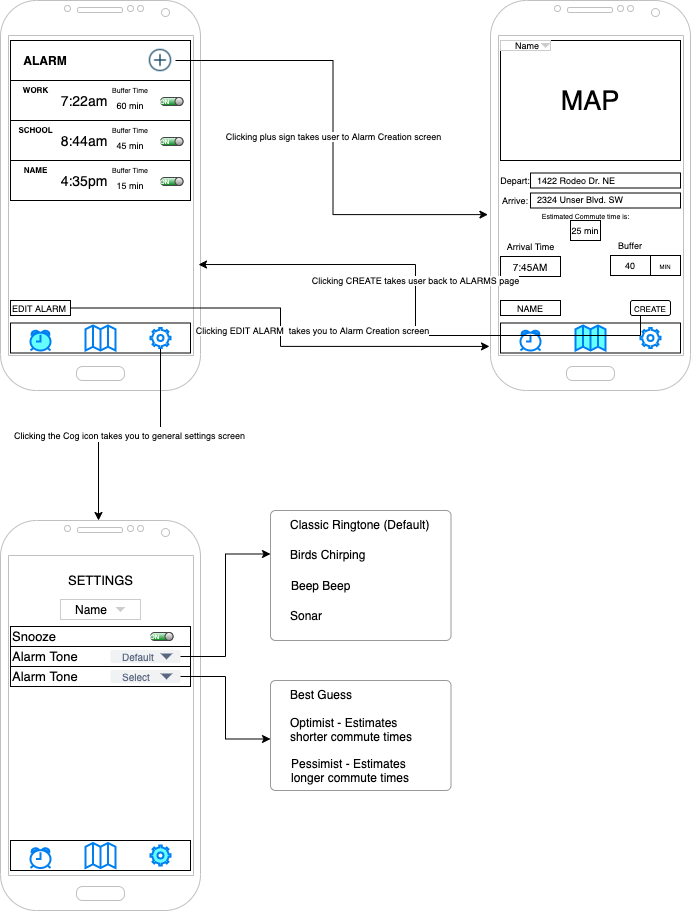 ALARM
WORK
7:22am
Buffer Time
60 min
ON
SCHOOL
8:44am
Buffer Time
45 min
ON
NAME
4:35pm
Buffer Time
15 min
ON
EDIT ALARM
Clicking plus sign takes user to Alarm Creation screen
Clicking CREATE takes user back to ALARMS page
Clicking EDIT ALARM takes you to Alarm Creation screen
Name
MAP
Depart:
1422 Rodeo Dr. NE
Arrive:
2324 Unser Blvd. SW
Estimated Commute time is:
25 min
Arrival Time
Buffer
7:45AM
40
MIN
NAME
CREATE
Clicking the Cog icon takes you to general settings screen
SETTINGS
Name
Snooze
ON
Alarm Tone
Default
Alarm Tone
Select
Classic Ringtone (Default)
Birds Chirping
Beep Beep
Sonar
Best Guess
Optimist - Estimates
shorter commute times
Pessimist - Estimates
longer commute times